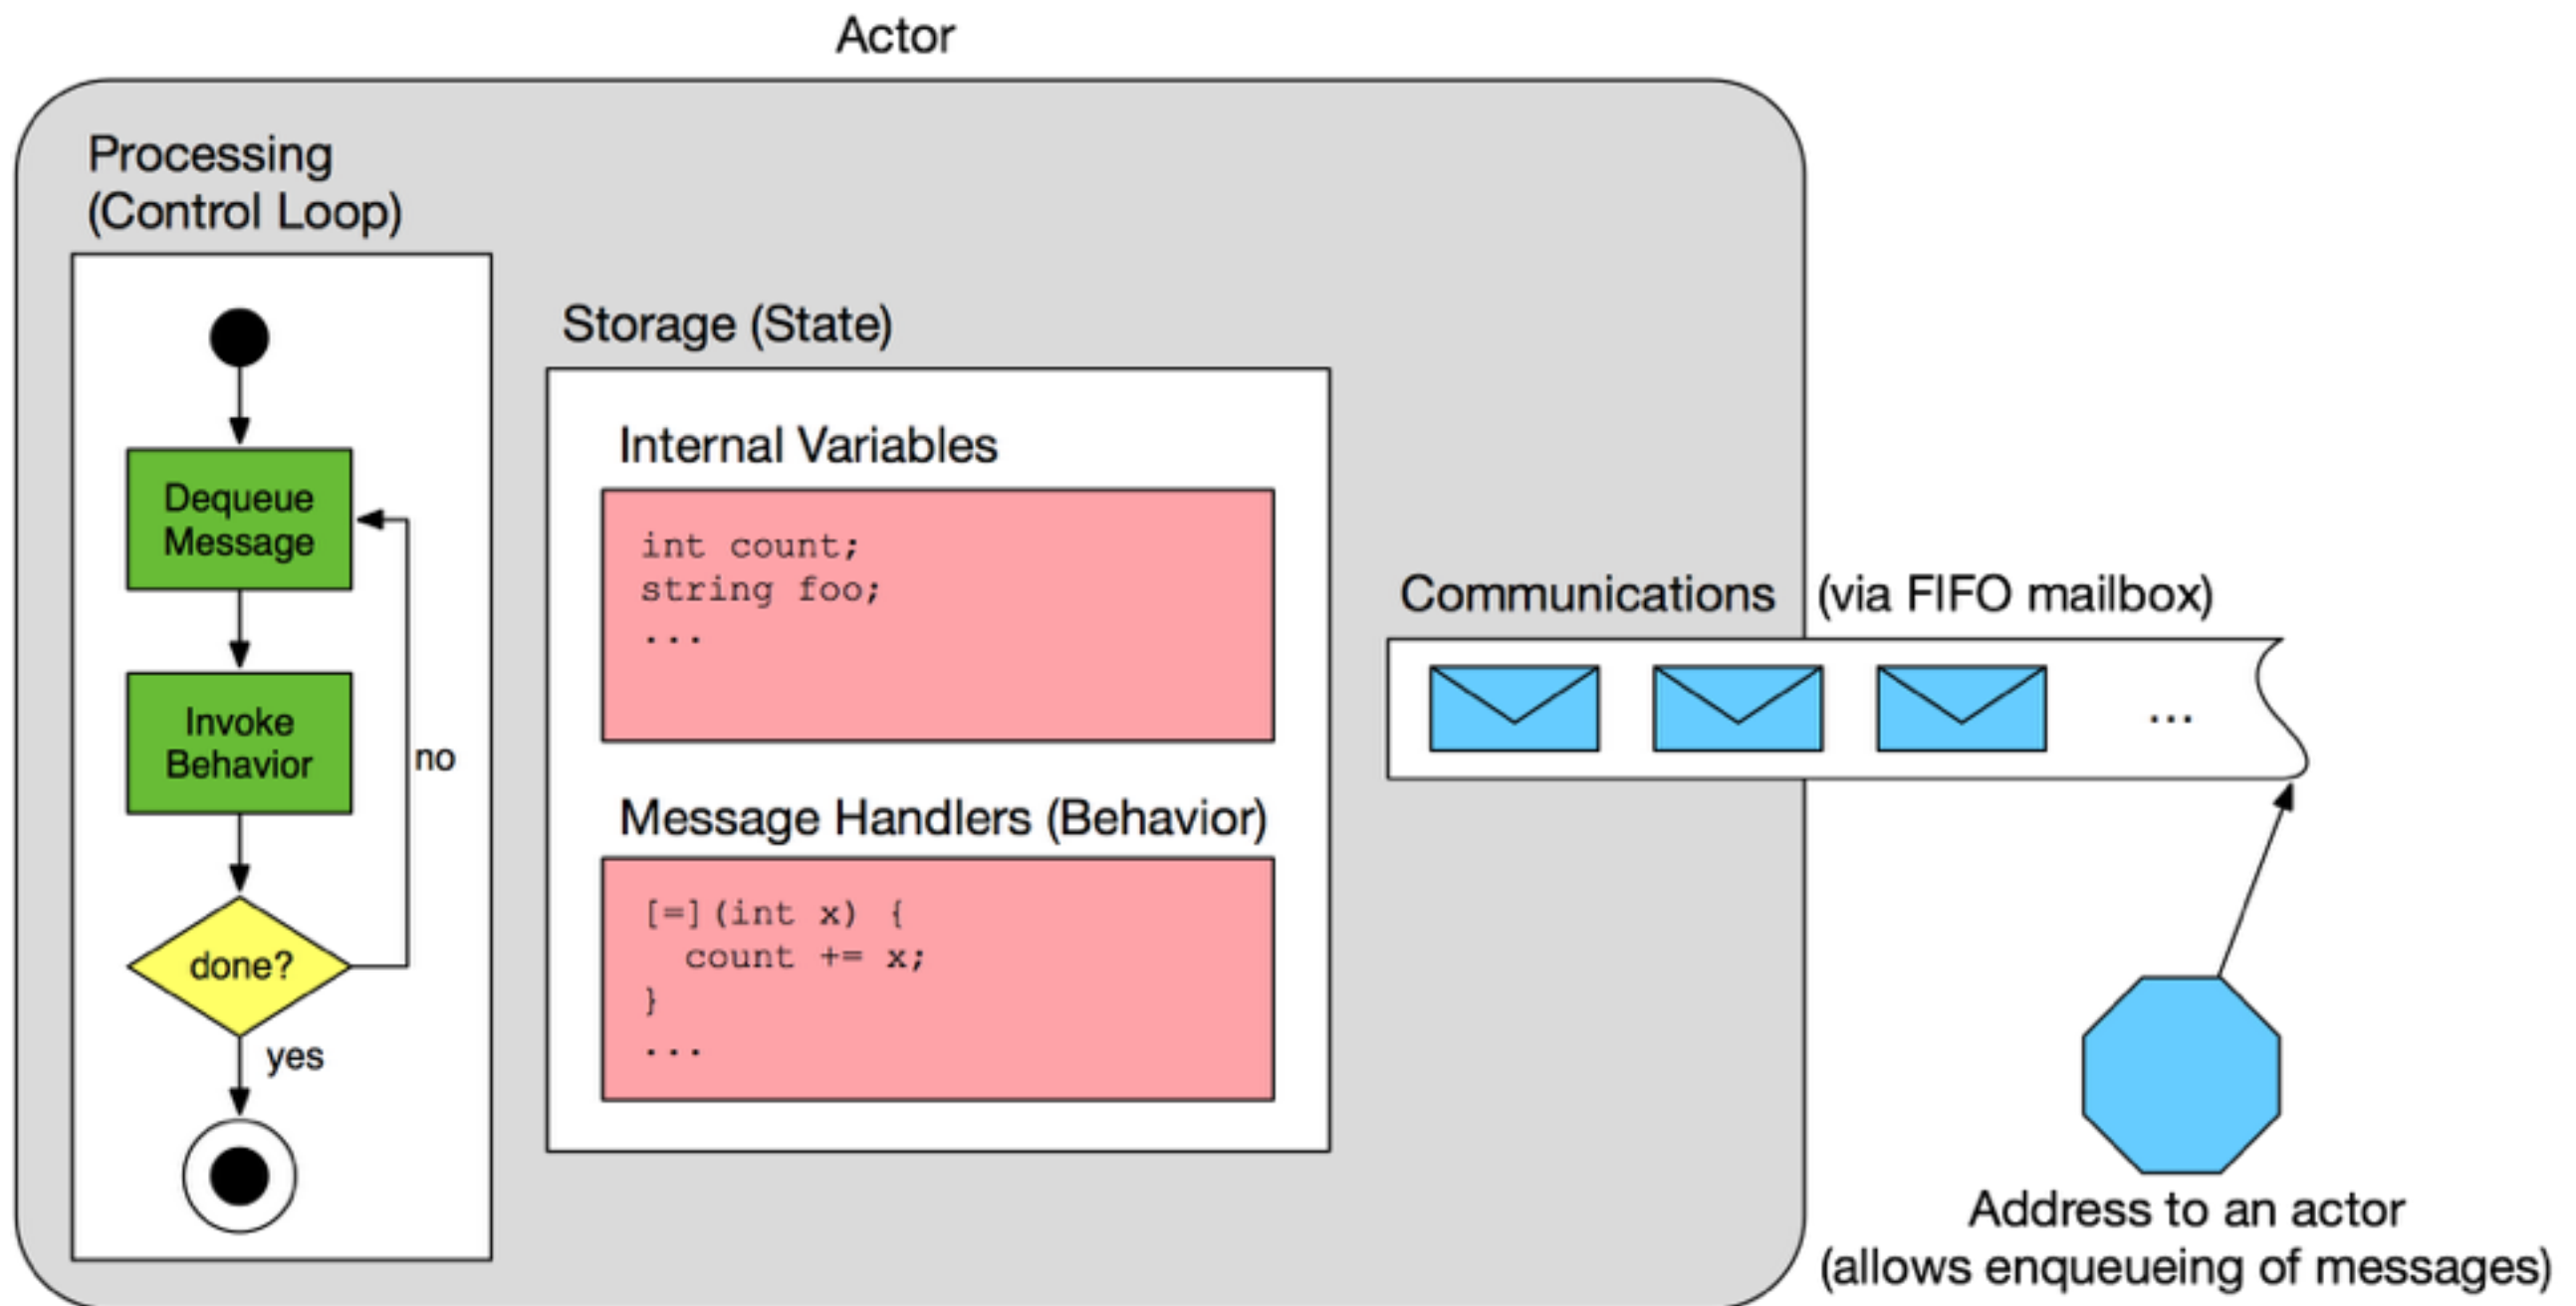 Actor
Processing
(Control Loop)
Dequeue
Message
Invoke
Behavior
no
done?
yes
Storage (State)
Internal Variables
int count;
string foo;
...
Message Handlers (Behavior)
[=](int x) {
  count += x;
}
...
Communications (via FIFO mailbox)
...
Address to an actor
(allows enqueueing of messages)